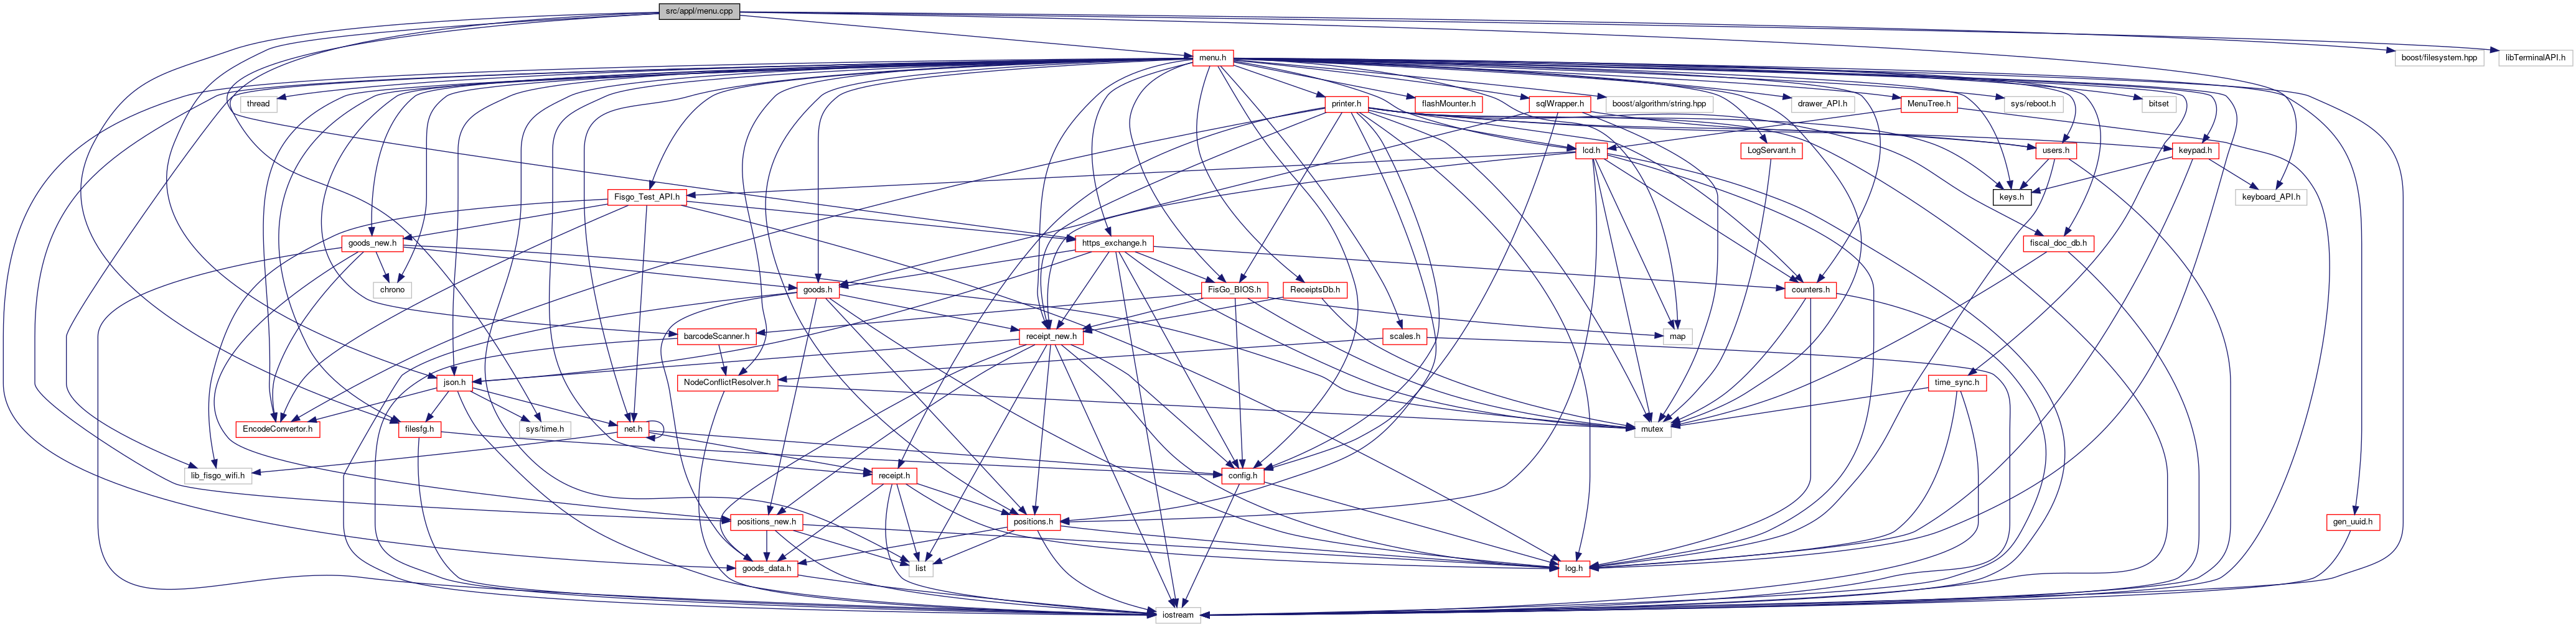 src/appl/menu.cpp
menu.h
boost/filesystem.hpp
libTerminalAPI.h
thread
printer.h
flashMounter.h
sqlWrapper.h
boost/algorithm/string.hpp
drawer_API.h
MenuTree.h
sys/reboot.h
bitset
lcd.h
LogServant.h
users.h
keypad.h
Fisgo_Test_API.h
keys.h
keyboard_API.h
goods_new.h
https_exchange.h
fiscal_doc_db.h
chrono
goods.h
FisGo_BIOS.h
ReceiptsDb.h
counters.h
barcodeScanner.h
receipt_new.h
scales.h
map
json.h
NodeConflictResolver.h
time_sync.h
EncodeConvertor.h
filesfg.h
sys/time.h
net.h
mutex
lib_fisgo_wifi.h
receipt.h
config.h
positions_new.h
positions.h
gen_uuid.h
goods_data.h
list
log.h
iostream